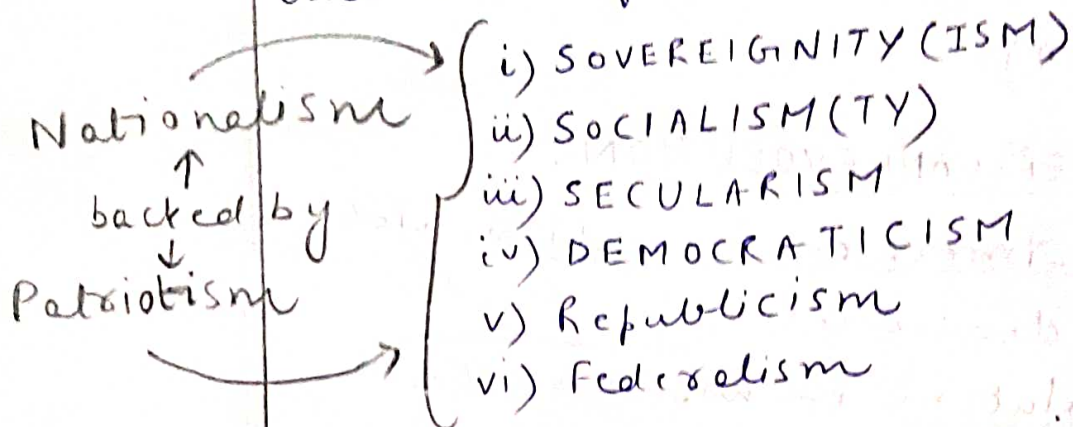 Nationalism
↑
backed by
↓
Patriotism
i) SOVEREIGNITY (ISM)
ii) SOCIALISM (TY)
iii) SECULARISM
iv) DEMOCRATICISM
v) Republicism
vi) Federalism